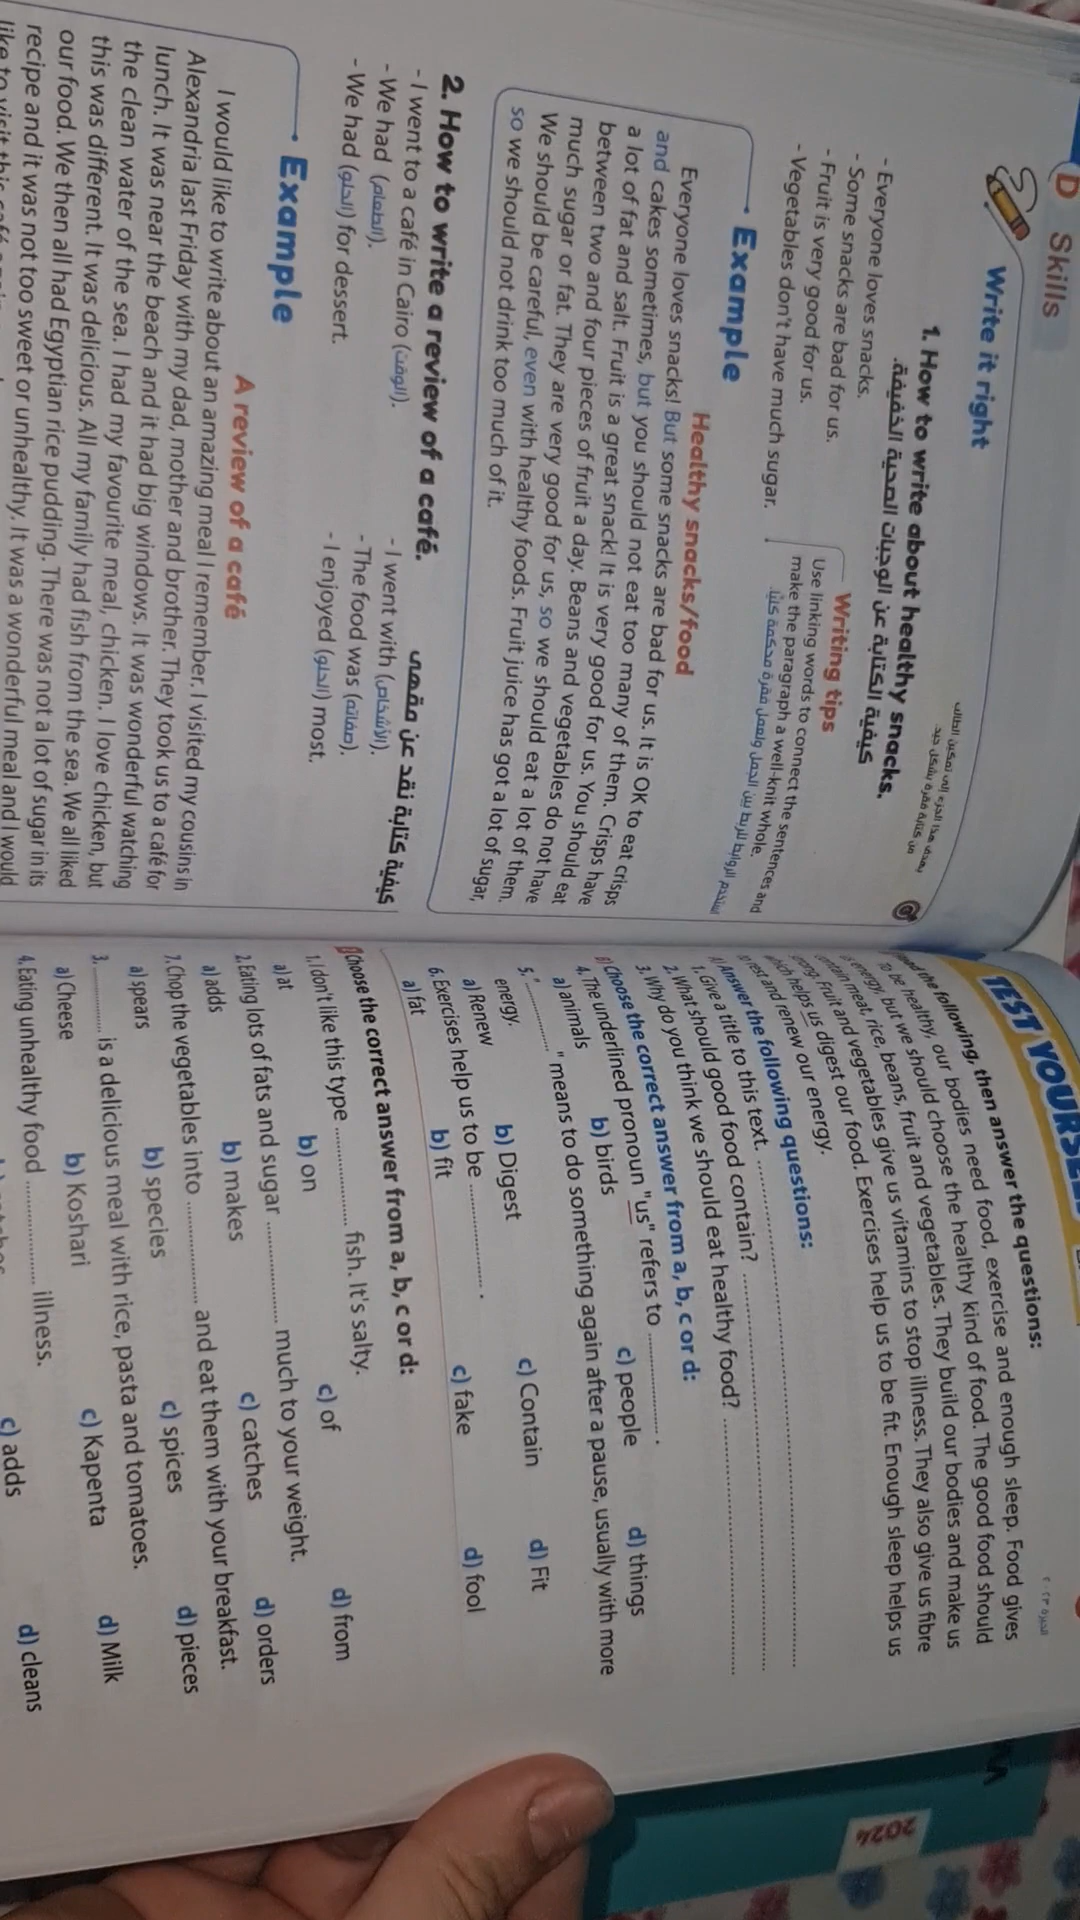 D Skills
Write it right
يهدف هذا الجزء إلى تمكين الطالب
من كتابة فقرة بشكل جيد
1. How to write about healthy snacks.
كيفية الكتابة عن الوجبات الصحية الخفيفة.
- Everyone loves snacks.
- Some snacks are bad for us.
- Fruit is very good for us.
- Vegetables don't have much sugar.
Writing tips
Use linking words to connect the sentences and
make the paragraph a well-knit whole.
استخدم الروابط للربط بين الجمل ولعمل فقرة محكمة كليًا.
Example
Healthy snacks/food
Everyone loves snacks! But some snacks are bad for us. It is OK to eat crisps
and cakes sometimes, but you should not eat too many of them. Crisps have
a lot of fat and salt. Fruit is a great snack! It is very good for us. You should eat
between two and four pieces of fruit a day. Beans and vegetables do not have
much sugar or fat. They are very good for us, so we should eat a lot of them.
We should be careful, even with healthy foods. Fruit juice has got a lot of sugar,
so we should not drink too much of it.
2. How to write a review of a café.
كيفية كتابة نقد عن مقهى
- I went to a café in Cairo (الوقت).
- We had (الطعام).
- We had (الحلو) for dessert.
- I went with (الأشخاص).
- The food was (صفاته).
- I enjoyed (الحلو) most.
Example
A review of a café
I would like to write about an amazing meal I remember. I visited my cousins in
Alexandria last Friday with my dad, mother and brother. They took us to a café for
lunch. It was near the beach and it had big windows. It was wonderful watching
the clean water of the sea. I had my favourite meal, chicken. I love chicken, but
this was different. It was delicious. All my family had fish from the sea. We all liked
our food. We then all had Egyptian rice pudding. There was not a lot of sugar in its
recipe and it was not too sweet or unhealthy. It was a wonderful meal and I would
like to visit this café
TEST YOURSEL
the following, then answer the questions:
To be healthy, our bodies need food, exercise and enough sleep. Food gives
energy, but we should choose the healthy kind of food. The good food should
contain meat, rice, beans, fruit and vegetables. They build our bodies and make us
strong. Fruit and vegetables give us vitamins to stop illness. They also give us fibre
which helps us digest our food. Exercises help us to be fit. Enough sleep helps us
rest and renew our energy.
Answer the following questions:
1. Give a title to this text.
2. What should good food contain?
3. Why do you think we should eat healthy food?
B) Choose the correct answer from a, b, c or d:
4. The underlined pronoun "us" refers to ............ .
a) animals b) birds c) people d) things
5. "............" means to do something again after a pause, usually with more
energy.
a) Renew b) Digest c) Contain d) Fit
6. Exercises help us to be ............ .
a) fat b) fit c) fake d) fool
Choose the correct answer from a, b, c or d:
1. I don't like this type ............ fish. It's salty.
a) at b) on c) of d) from
2. Eating lots of fats and sugar ............ much to your weight.
a) adds b) makes c) catches d) orders
7. Chop the vegetables into ............ and eat them with your breakfast.
a) spears b) species c) spices d) pieces
3. ............ is a delicious meal with rice, pasta and tomatoes.
a) Cheese b) Koshari c) Kapenta d) Milk
4. Eating unhealthy food ............ illness.
c) adds d) cleans
2024